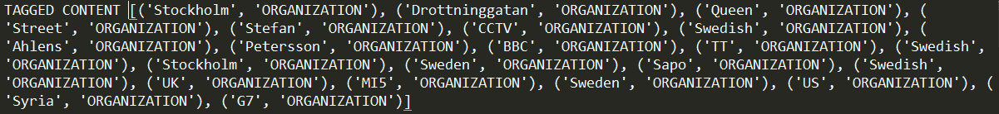 TAGGED CONTENT [('Stockholm', 'ORGANIZATION'), ('Drottninggatan', 'ORGANIZATION'), ('Queen', 'ORGANIZATION'), (
'Street', 'ORGANIZATION'), ('Stefan', 'ORGANIZATION'), ('CCTV', 'ORGANIZATION'), ('Swedish', 'ORGANIZATION'), (
'Ahlens', 'ORGANIZATION'), ('Petersson', 'ORGANIZATION'), ('BBC', 'ORGANIZATION'), ('TT', 'ORGANIZATION'), ('Swedish',
'ORGANIZATION'), ('Stockholm', 'ORGANIZATION'), ('Sweden', 'ORGANIZATION'), ('Sapo', 'ORGANIZATION'), ('Swedish',
'ORGANIZATION'), ('UK', 'ORGANIZATION'), ('MI5', 'ORGANIZATION'), ('Sweden', 'ORGANIZATION'), ('US', 'ORGANIZATION'), (
'Syria', 'ORGANIZATION'), ('G7', 'ORGANIZATION')]